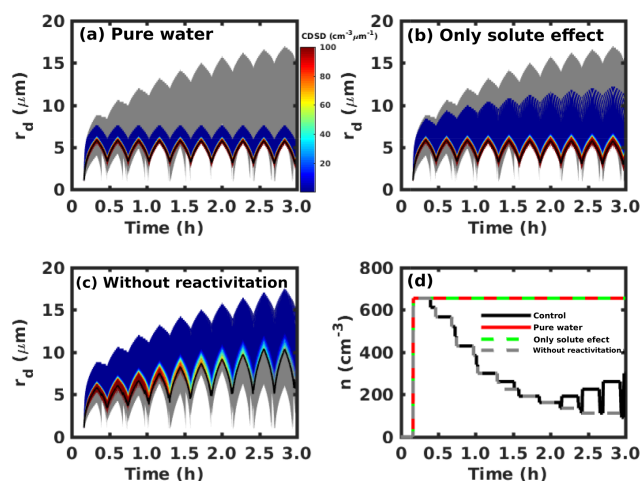 (a) Pure water
CDSD (cm⁻³μm⁻¹)
(b) Only solute effect
20
15
10
5
0
r_d (μm)
100
80
60
40
20
0 0.5 1.0 1.5 2.0 2.5 3.0
Time (h)
20
15
10
5
0
r_d (μm)
0 0.5 1.0 1.5 2.0 2.5 3.0
Time (h)
(c) Without reactivitation
(d)
20
15
10
5
0
r_d (μm)
0 0.5 1.0 1.5 2.0 2.5 3.0
Time (h)
800
600
400
200
0
n (cm⁻³)
Control
Pure water
Only solute efect
Without reactivitation
0 0.5 1.0 1.5 2.0 2.5 3.0
Time (h)